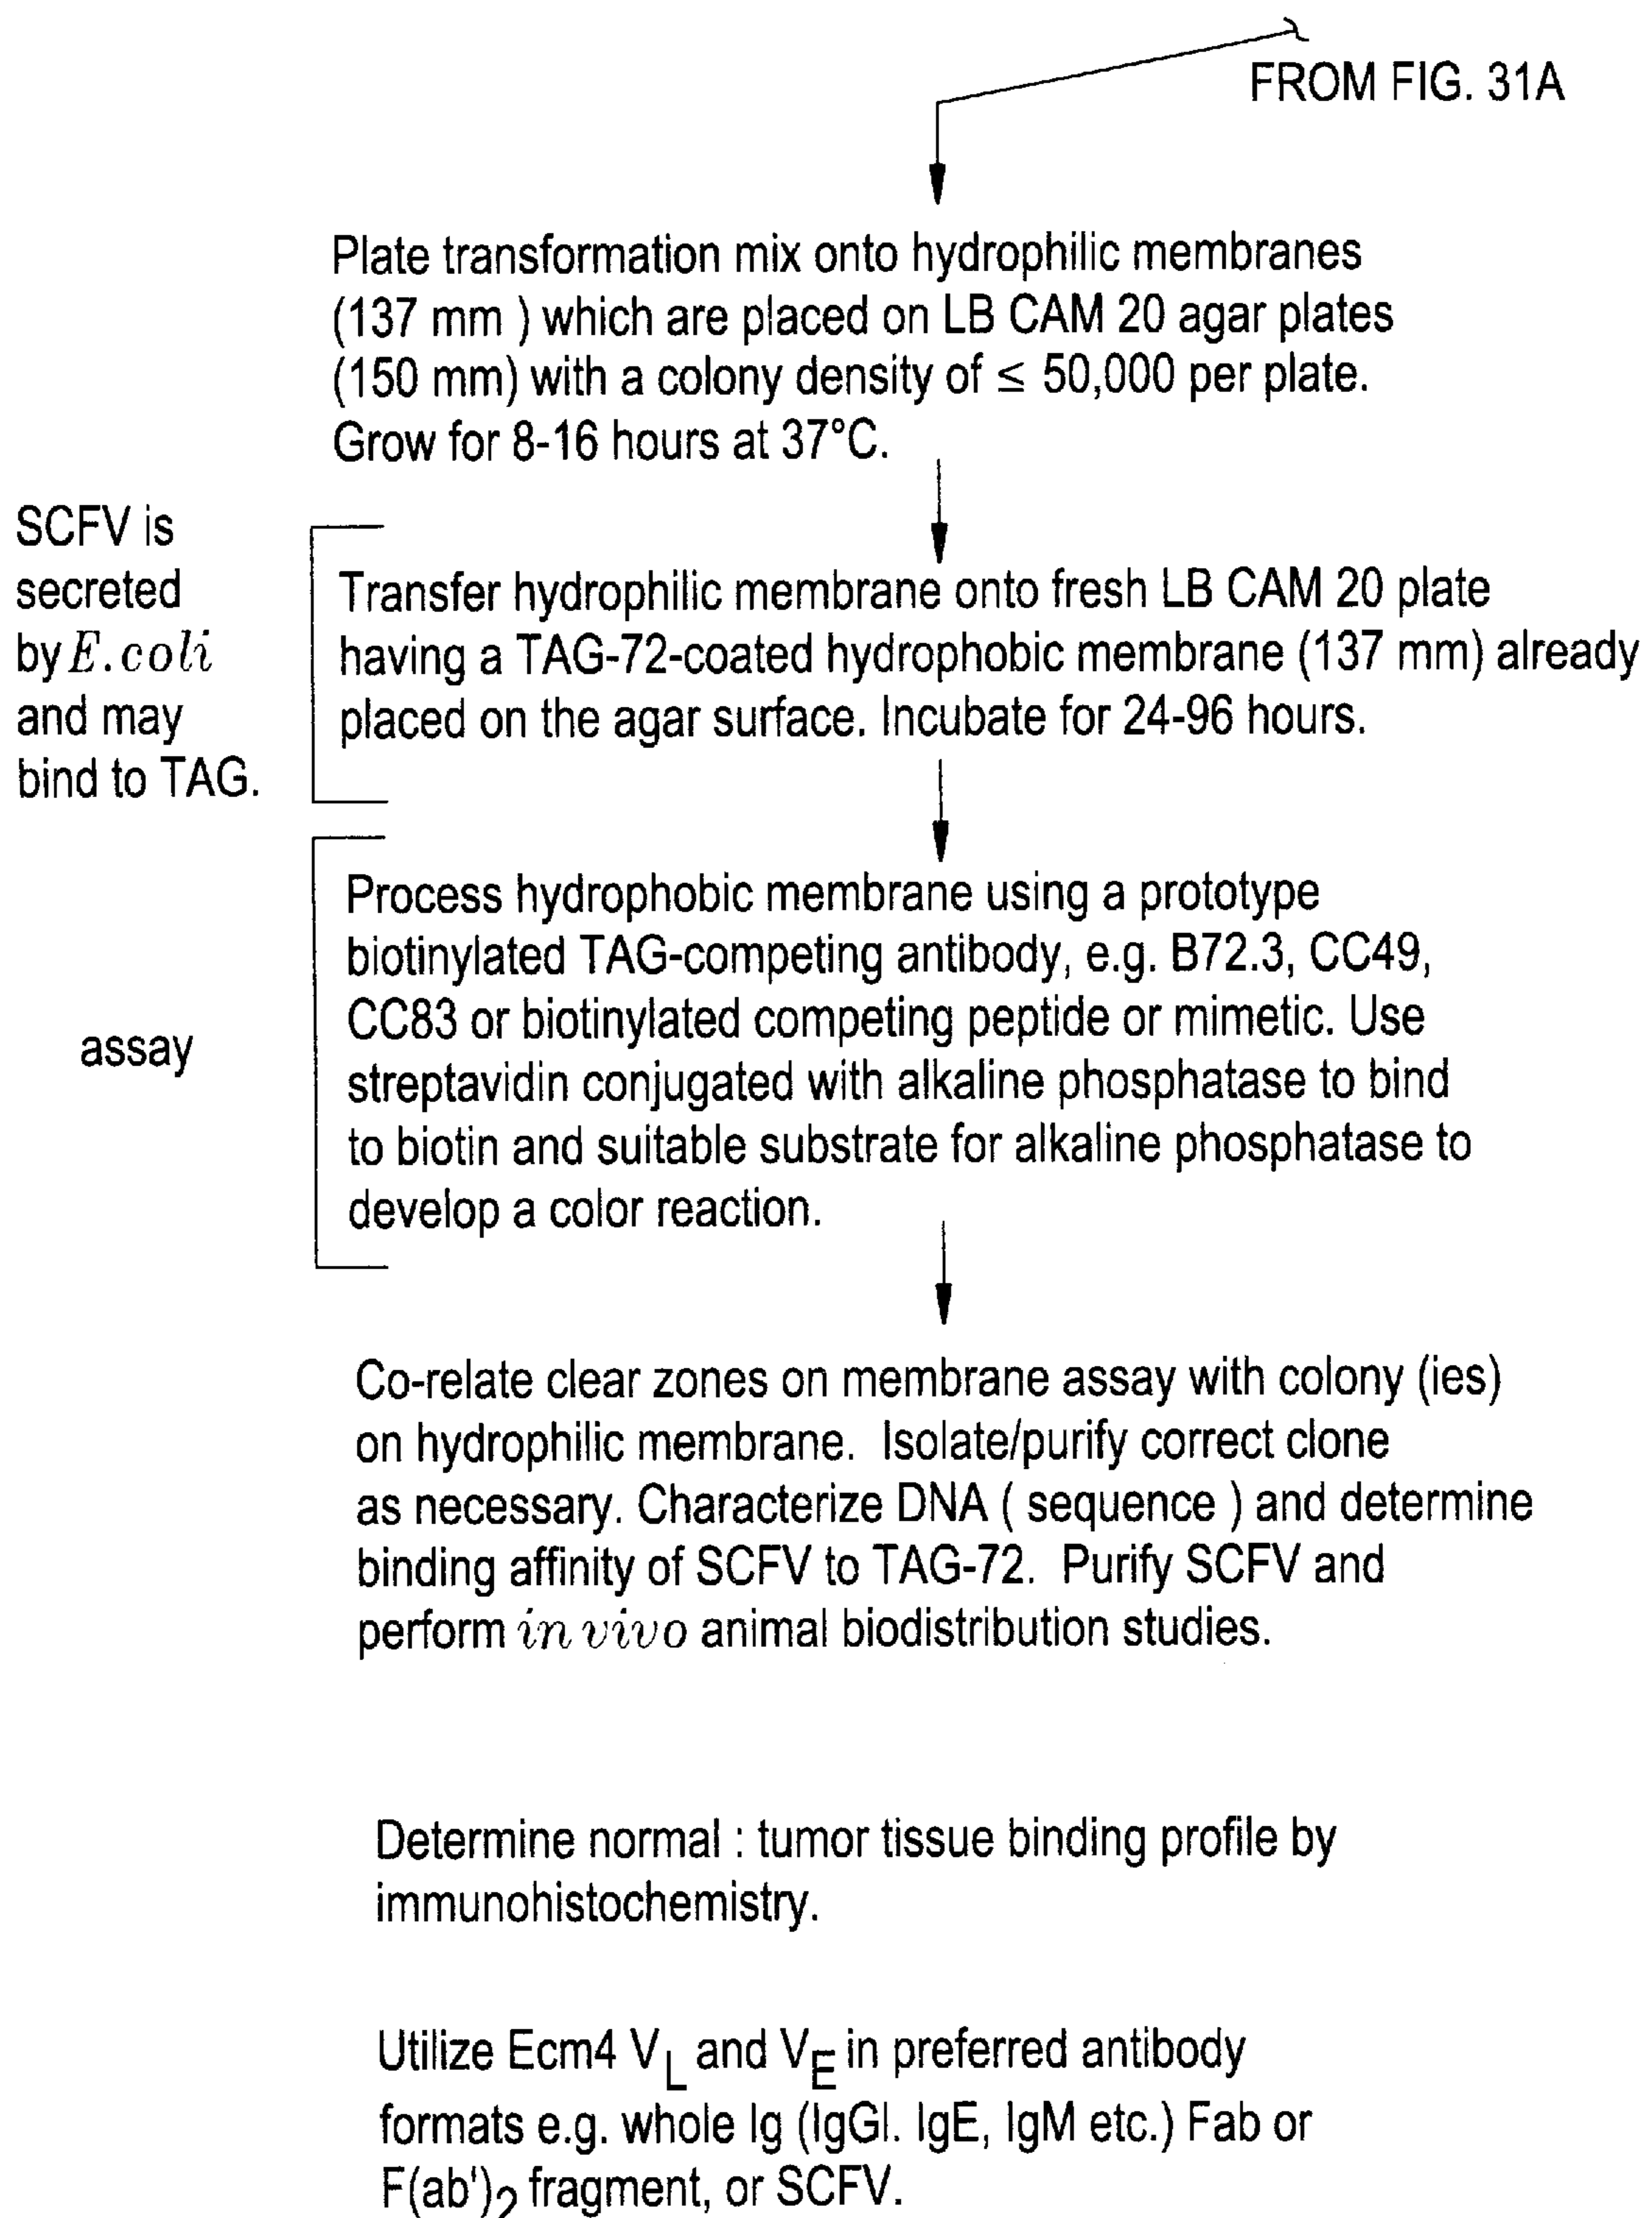 FROM FIG. 31A
Plate transformation mix onto hydrophilic membranes
(137 mm ) which are placed on LB CAM 20 agar plates
(150 mm) with a colony density of ≤ 50,000 per plate.
Grow for 8-16 hours at 37°C.
SCFV is
secreted
by E.coli
and may
bind to TAG.
Transfer hydrophilic membrane onto fresh LB CAM 20 plate
having a TAG-72-coated hydrophobic membrane (137 mm) already
placed on the agar surface. Incubate for 24-96 hours.
assay
Process hydrophobic membrane using a prototype
biotinylated TAG-competing antibody, e.g. B72.3, CC49,
CC83 or biotinylated competing peptide or mimetic. Use
streptavidin conjugated with alkaline phosphatase to bind
to biotin and suitable substrate for alkaline phosphatase to
develop a color reaction.
Co-relate clear zones on membrane assay with colony (ies)
on hydrophilic membrane. Isolate/purify correct clone
as necessary. Characterize DNA ( sequence ) and determine
binding affinity of SCFV to TAG-72. Purify SCFV and
perform in vivo animal biodistribution studies.
Determine normal : tumor tissue binding profile by
immunohistochemistry.
Utilize Ecm4 V_L and V_E in preferred antibody
formats e.g. whole Ig (IgGl. IgE, IgM etc.) Fab or
F(ab')₂ fragment, or SCFV.